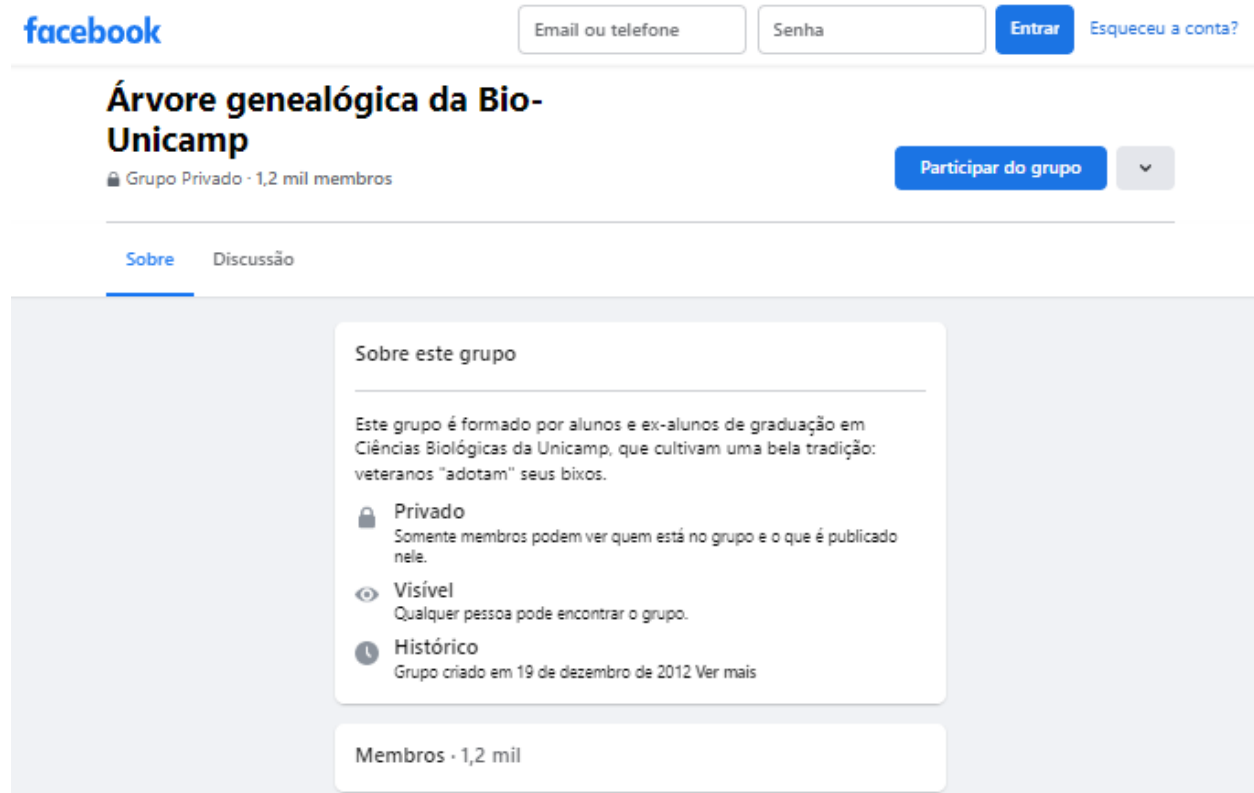 facebook
Email ou telefone
Senha
Entrar
Esqueceu a conta?
Árvore genealógica da Bio-
Unicamp
Grupo Privado · 1,2 mil membros
Participar do grupo
Sobre
Discussão
Sobre este grupo
Este grupo é formado por alunos e ex-alunos de graduação em
Ciências Biológicas da Unicamp, que cultivam uma bela tradição:
veteranos "adotam" seus bixos.
Privado
Somente membros podem ver quem está no grupo e o que é publicado
nele.
Visível
Qualquer pessoa pode encontrar o grupo.
Histórico
Grupo criado em 19 de dezembro de 2012 Ver mais
Membros · 1,2 mil